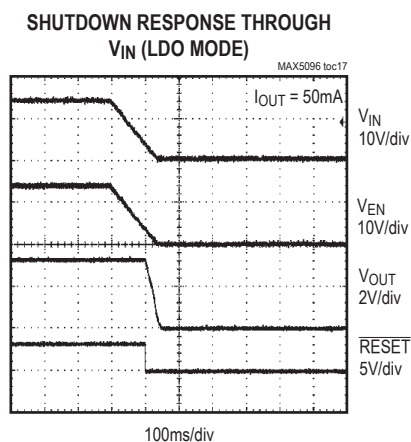 SHUTDOWN RESPONSE THROUGH
VIN (LDO MODE)
MAX5096 toc17
IOUT = 50mA
VIN
10V/div
VEN
10V/div
VOUT
2V/div
RESET
5V/div
100ms/div